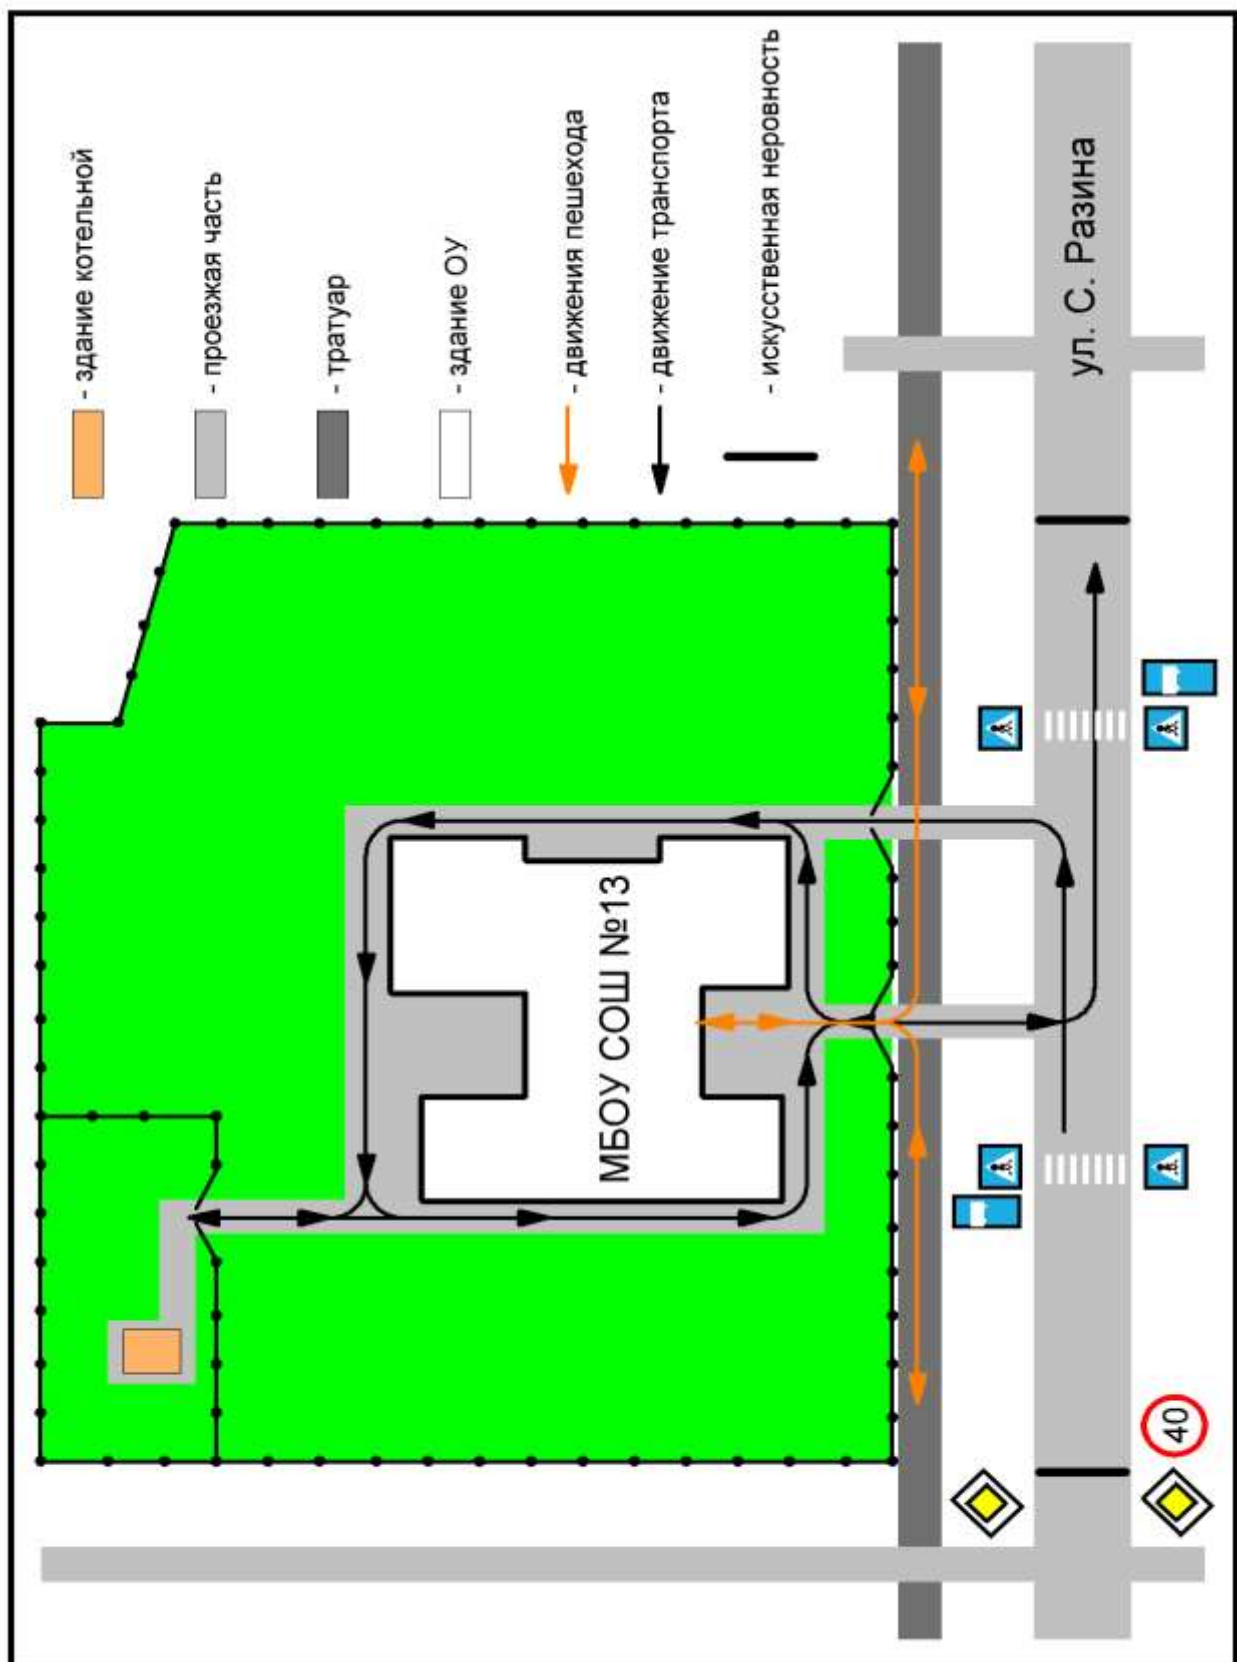 - здание котельной
- проезжая часть
- тратуар
- здание ОУ
- движения пешехода
- движение транспорта
- искусственная неровность
МБОУ СОШ №13
ул. С. Разина
40